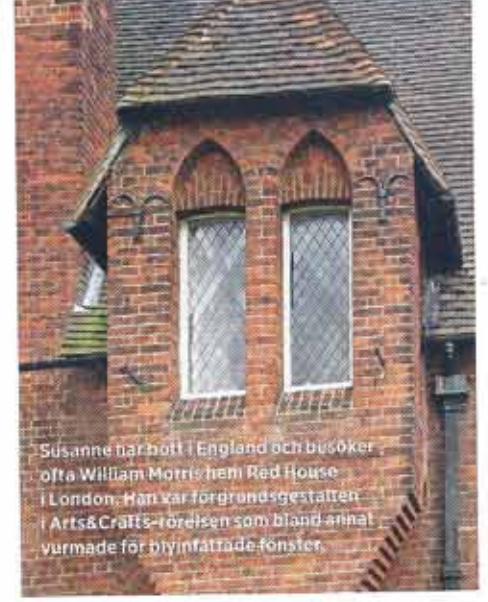 Susanne har bott i England och besöker
ofta William Morris hem Red House
i London. Han var förgrundsgestalten
i Arts&Crafts-rörelsen som bland annat
vurmade för blyinfattade fönster.